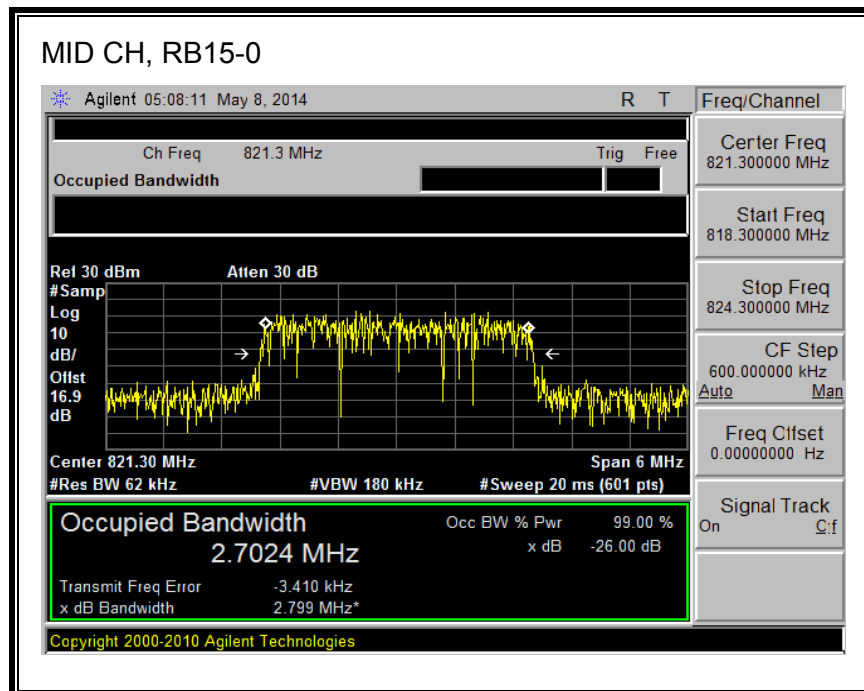 MID CH, RB15-0
Agilent 05:08:11 May 8, 2014 R T
Freq/Channel
Ch Freq 821.3 MHz Trig Free
Occupied Bandwidth
Center Freq
821.300000 MHz
Start Freq
818.300000 MHz
Stop Freq
824.300000 MHz
CF Step
600.000000 kHz
Auto Man
Freq Offset
0.00000000 Hz
Signal Track
On Off
Ref 30 dBm Atten 30 dB
#Samp
Log
10
dB/
Offst
16.9
dB
Center 821.30 MHz Span 6 MHz
#Res BW 62 kHz #VBW 180 kHz #Sweep 20 ms (601 pts)
Occupied Bandwidth
2.7024 MHz
Occ BW % Pwr 99.00 %
x dB -26.00 dB
Transmit Freq Error -3.410 kHz
x dB Bandwidth 2.799 MHz*
Copyright 2000-2010 Agilent Technologies